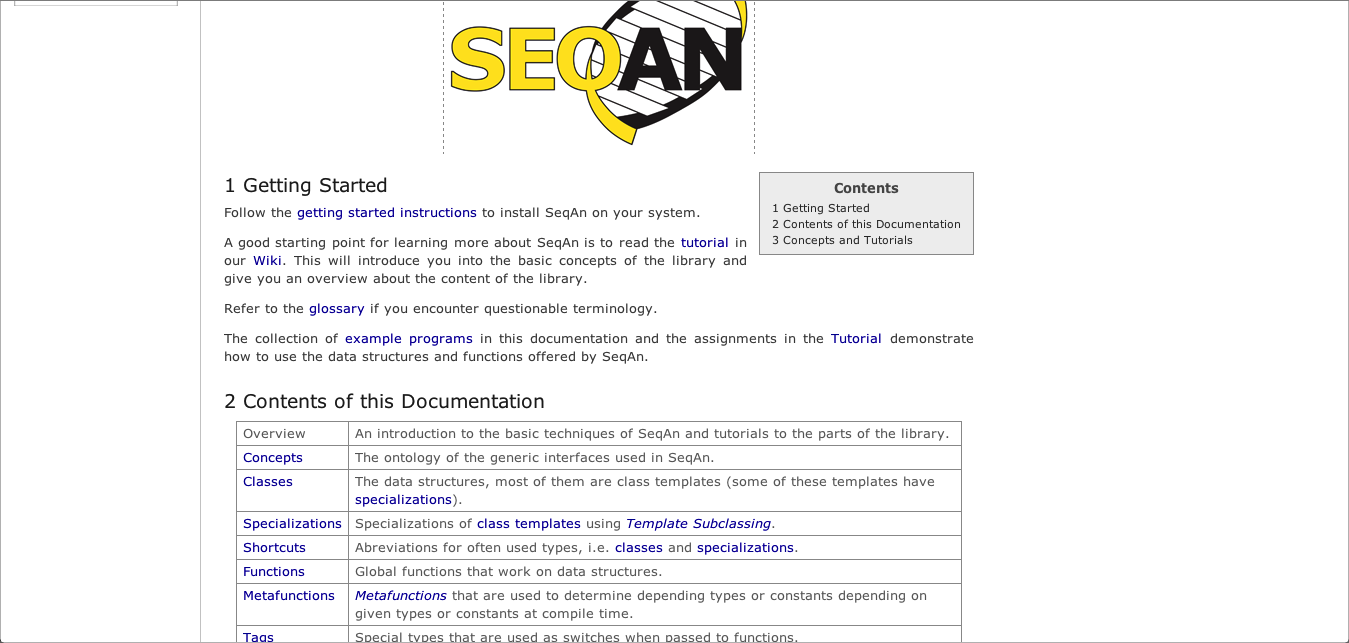 SEQAN
1 Getting Started
Follow the getting started instructions to install SeqAn on your system.
A good starting point for learning more about SeqAn is to read the tutorial in
our Wiki. This will introduce you into the basic concepts of the library and
give you an overview about the content of the library.
Refer to the glossary if you encounter questionable terminology.
The collection of example programs in this documentation and the assignments in the Tutorial demonstrate
how to use the data structures and functions offered by SeqAn.
Contents
1 Getting Started
2 Contents of this Documentation
3 Concepts and Tutorials
2 Contents of this Documentation
Overview An introduction to the basic techniques of SeqAn and tutorials to the parts of the library.
Concepts The ontology of the generic interfaces used in SeqAn.
Classes The data structures, most of them are class templates (some of these templates have
specializations).
Specializations Specializations of class templates using Template Subclassing.
Shortcuts Abreviations for often used types, i.e. classes and specializations.
Functions Global functions that work on data structures.
Metafunctions Metafunctions that are used to determine depending types or constants depending on
given types or constants at compile time.
Tags Special types that are used as switches when passed to functions.